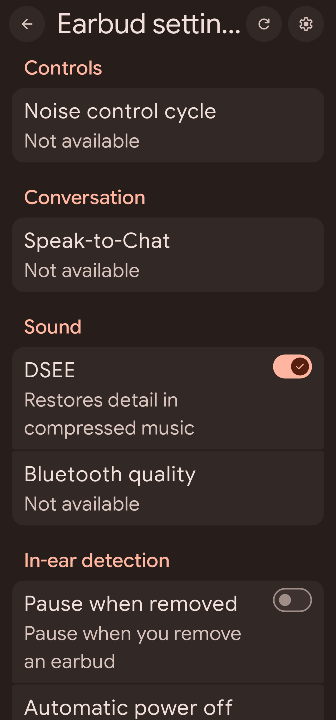 Earbud settin...
Controls
Noise control cycle
Not available
Conversation
Speak-to-Chat
Not available
Sound
DSEE
Restores detail in
compressed music
Bluetooth quality
Not available
In-ear detection
Pause when removed
Pause when you remove
an earbud
Automatic power off